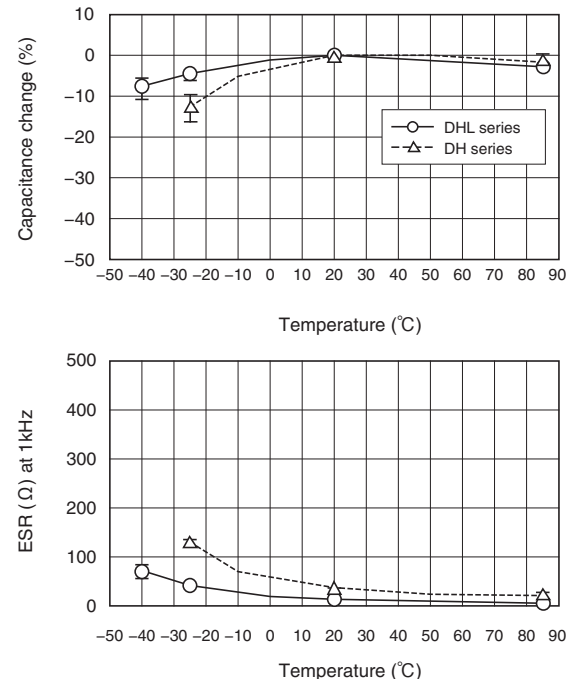 10
0
−10
−20
−30
−40
−50
Capacitance change (%)
DHL series
DH series
−50 −40 −30 −20 −10 0 10 20 30 40 50 60 70 80 90
Temperature (℃)
500
400
300
200
100
0
ESR (Ω) at 1kHz
−50 −40 −30 −20 −10 0 10 20 30 40 50 60 70 80 90
Temperature (℃)